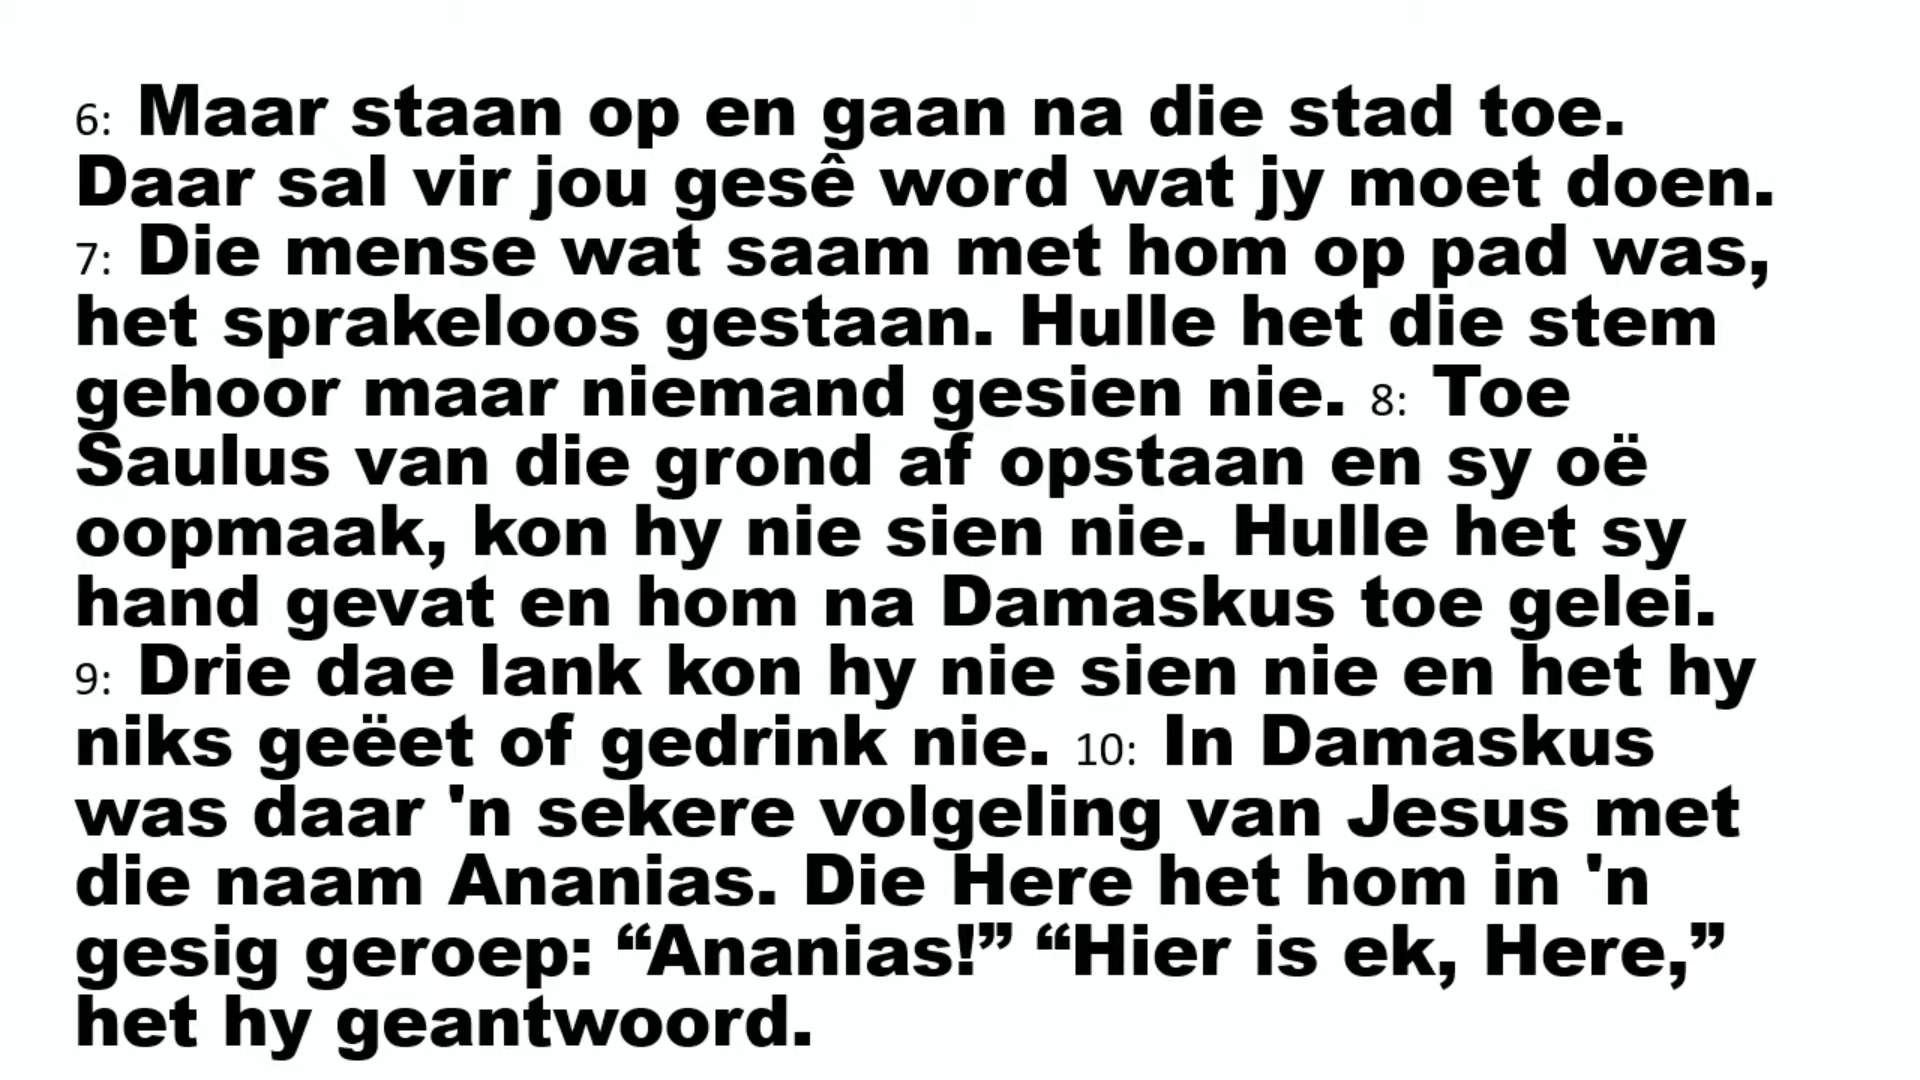 6: Maar staan op en gaan na die stad toe.
Daar sal vir jou gesê word wat jy moet doen.
7: Die mense wat saam met hom op pad was,
het sprakeloos gestaan. Hulle het die stem
gehoor maar niemand gesien nie. 8: Toe
Saulus van die grond af opstaan en sy oë
oopmaak, kon hy nie sien nie. Hulle het sy
hand gevat en hom na Damaskus toe gelei.
9: Drie dae lank kon hy nie sien nie en het hy
niks geëet of gedrink nie. 10: In Damaskus
was daar 'n sekere volgeling van Jesus met
die naam Ananias. Die Here het hom in 'n
gesig geroep: “Ananias!” “Hier is ek, Here,”
het hy geantwoord.